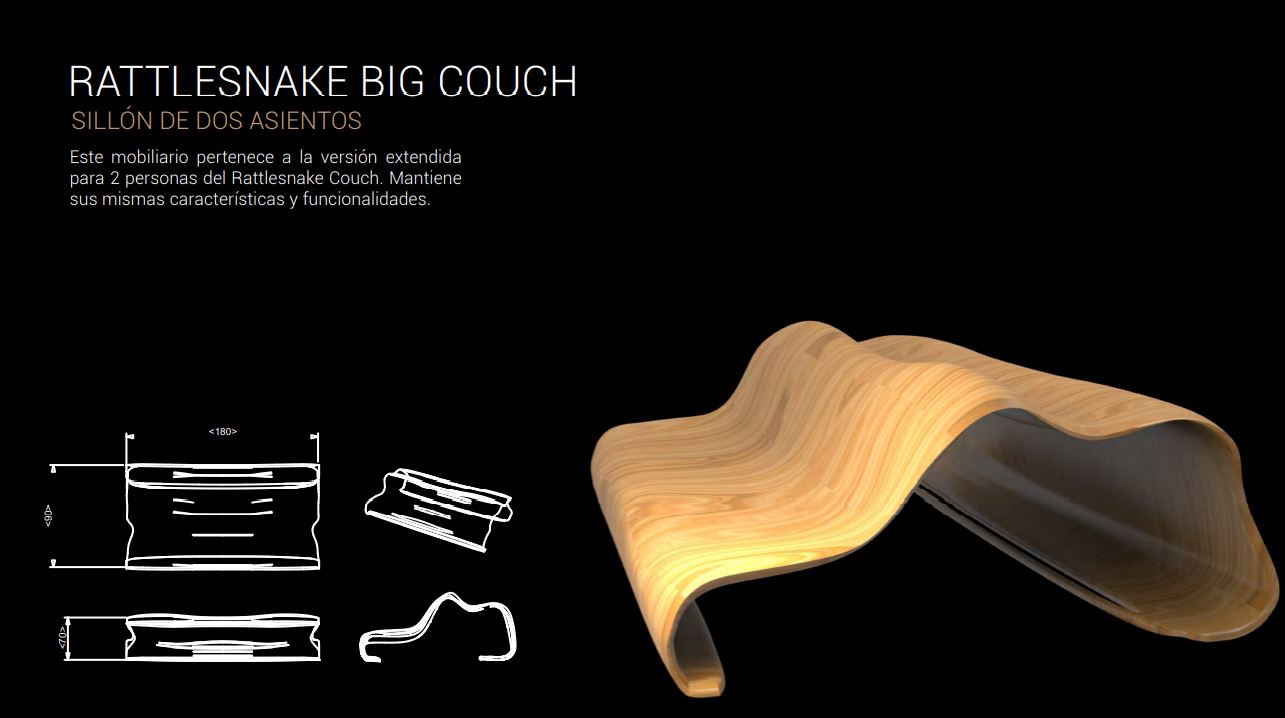 RATTLESNAKE BIG COUCH
SILLÓN DE DOS ASIENTOS
Este mobiliario pertenece a la versión extendida
para 2 personas del Rattlesnake Couch. Mantiene
sus mismas características y funcionalidades.
<180>
<90>
<70>